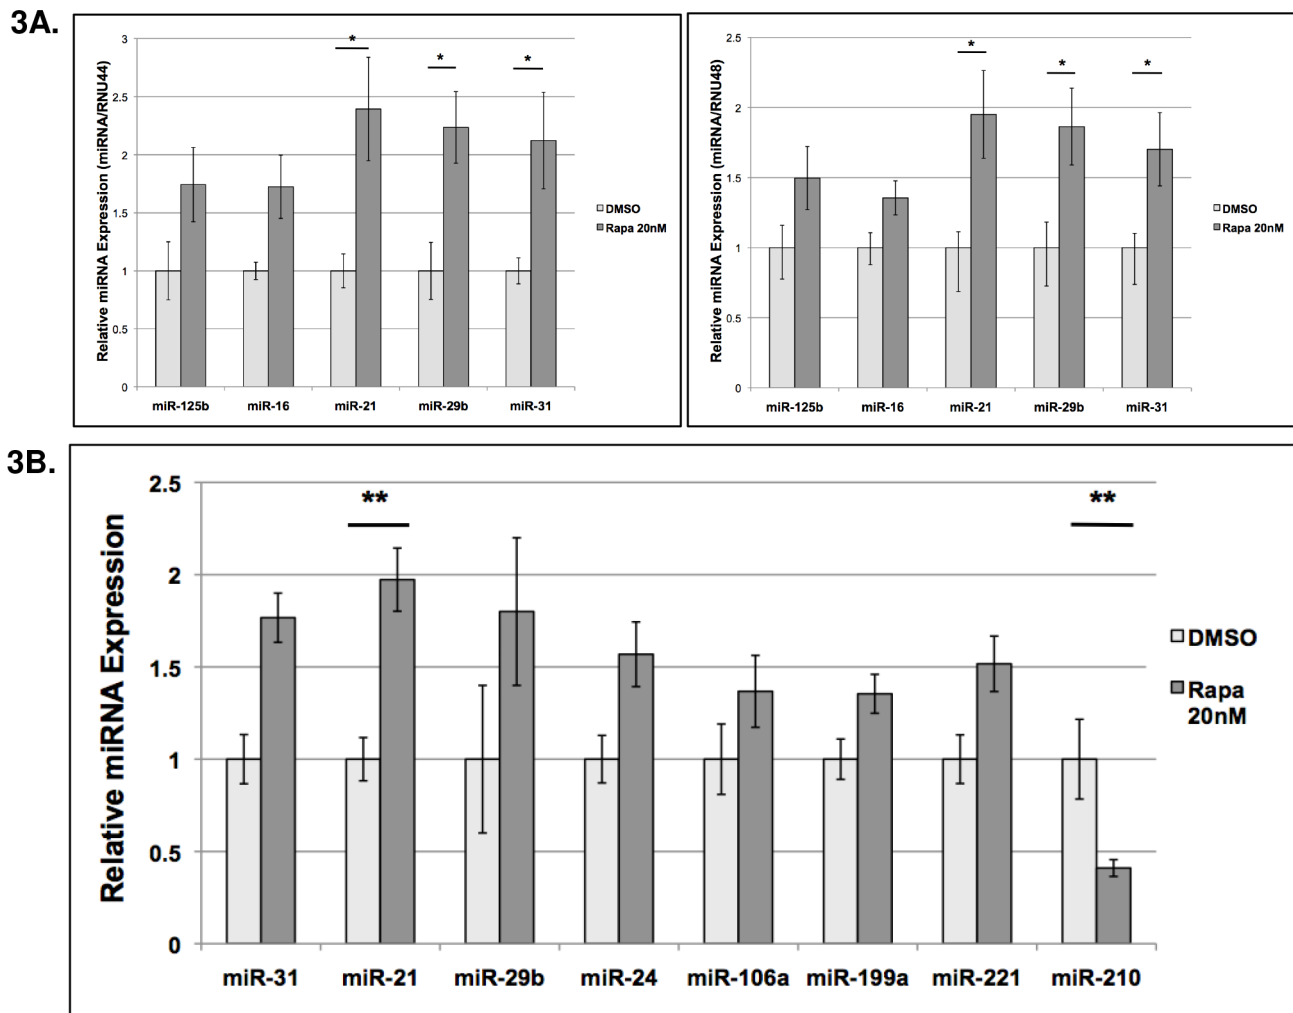 3A.
Relative miRNA Expression (miRNA/RNU44)
3
2.5
2
1.5
1
0.5
0
*
*
*
miR-125b miR-16 miR-21 miR-29b miR-31
DMSO
Rapa 20nM
Relative miRNA Expression (miRNA/RNU48)
2.5
2
1.5
1
0.5
0
*
*
*
miR-125b miR-16 miR-21 miR-29b miR-31
DMSO
Rapa 20nM
3B.
Relative miRNA Expression
2.5
2
1.5
1
0.5
0
**
**
miR-31 miR-21 miR-29b miR-24 miR-106a miR-199a miR-221 miR-210
DMSO
Rapa
20nM